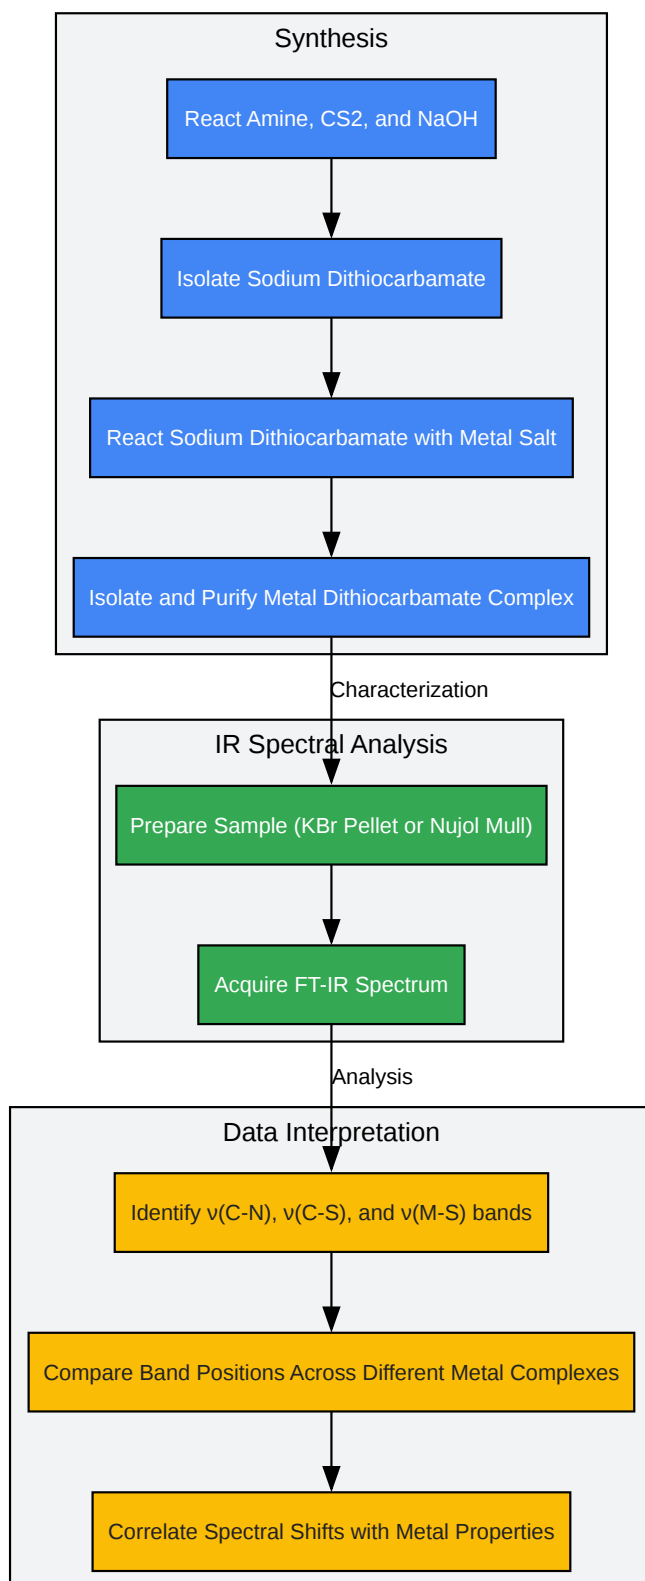 Synthesis
React Amine, CS2, and NaOH
Isolate Sodium Dithiocarbamate
React Sodium Dithiocarbamate with Metal Salt
Isolate and Purify Metal Dithiocarbamate Complex
Characterization
IR Spectral Analysis
Prepare Sample (KBr Pellet or Nujol Mull)
Acquire FT-IR Spectrum
Analysis
Data Interpretation
Identify ν(C-N), ν(C-S), and ν(M-S) bands
Compare Band Positions Across Different Metal Complexes
Correlate Spectral Shifts with Metal Properties